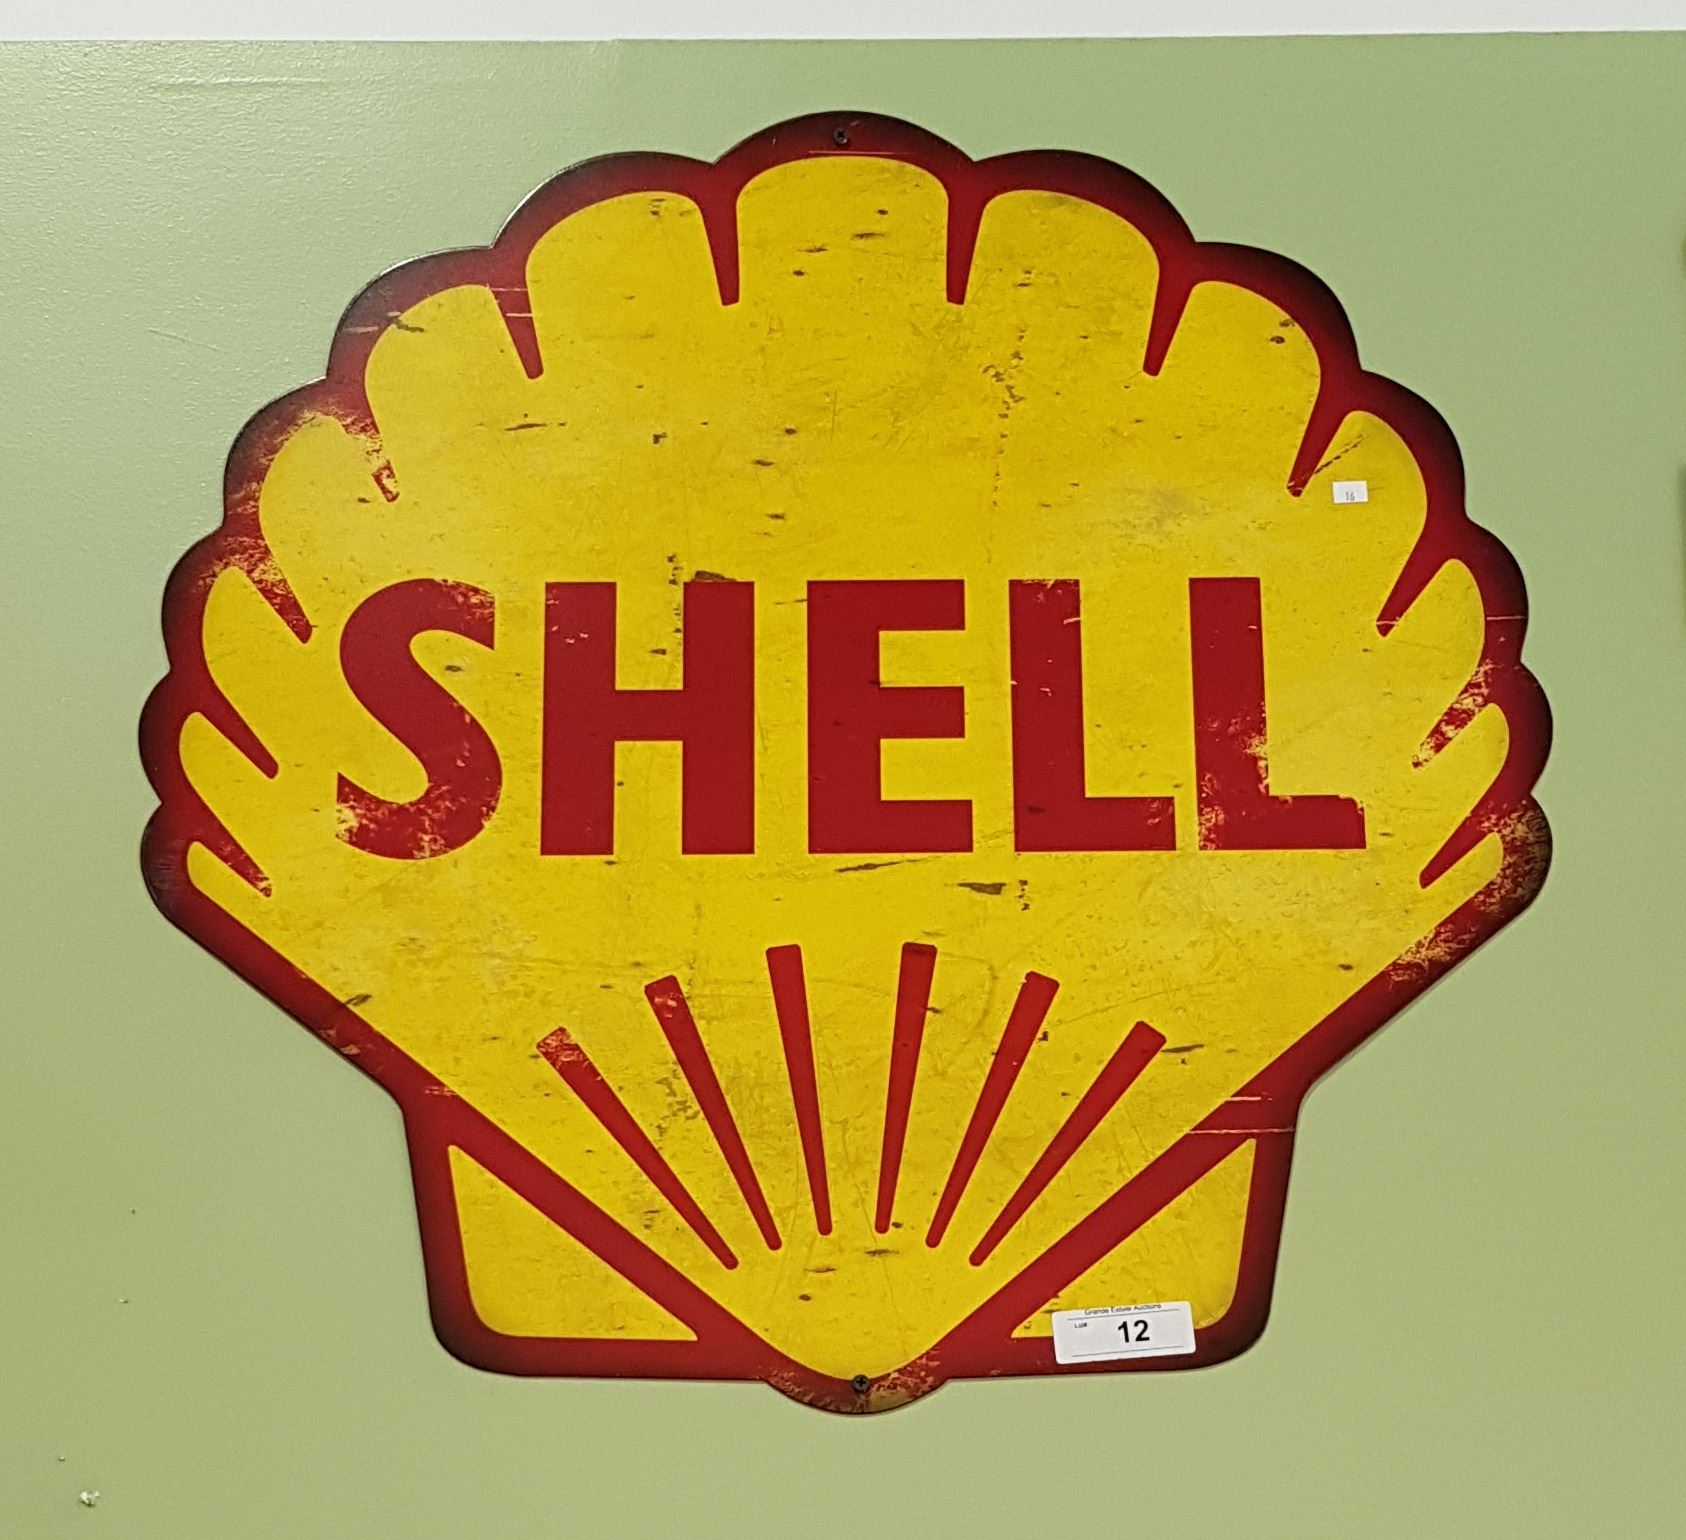 16
SHELL
Grande Estate Auctions
Lot#
12